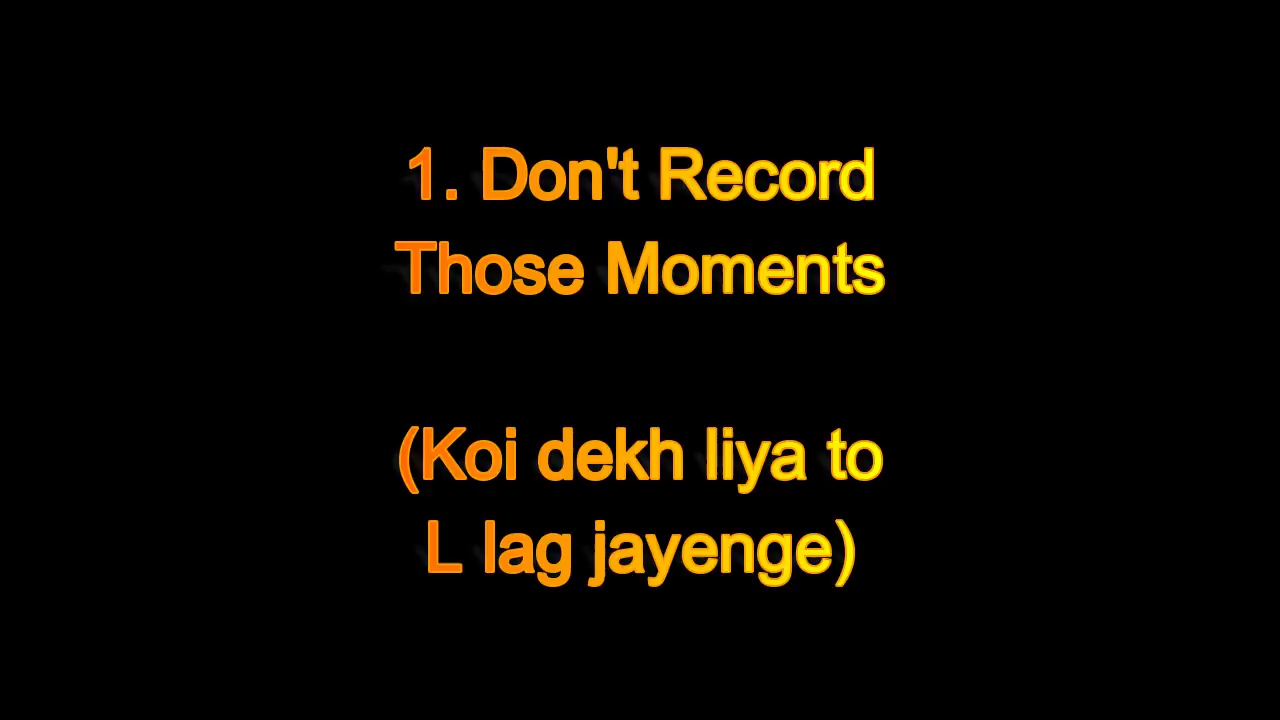 1. Don't Record
Those Moments
(Koi dekh liya to
L lag jayenge)